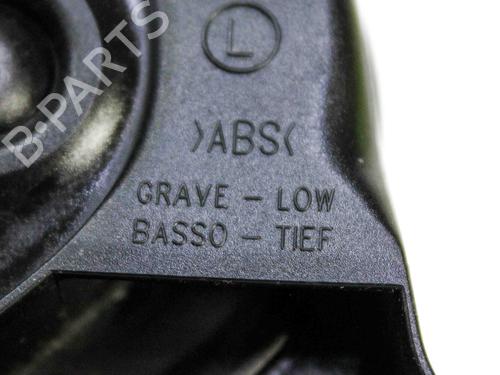 L
B-PARTS
>ABS<
GRAVE - LOW
BASSO - TIEF